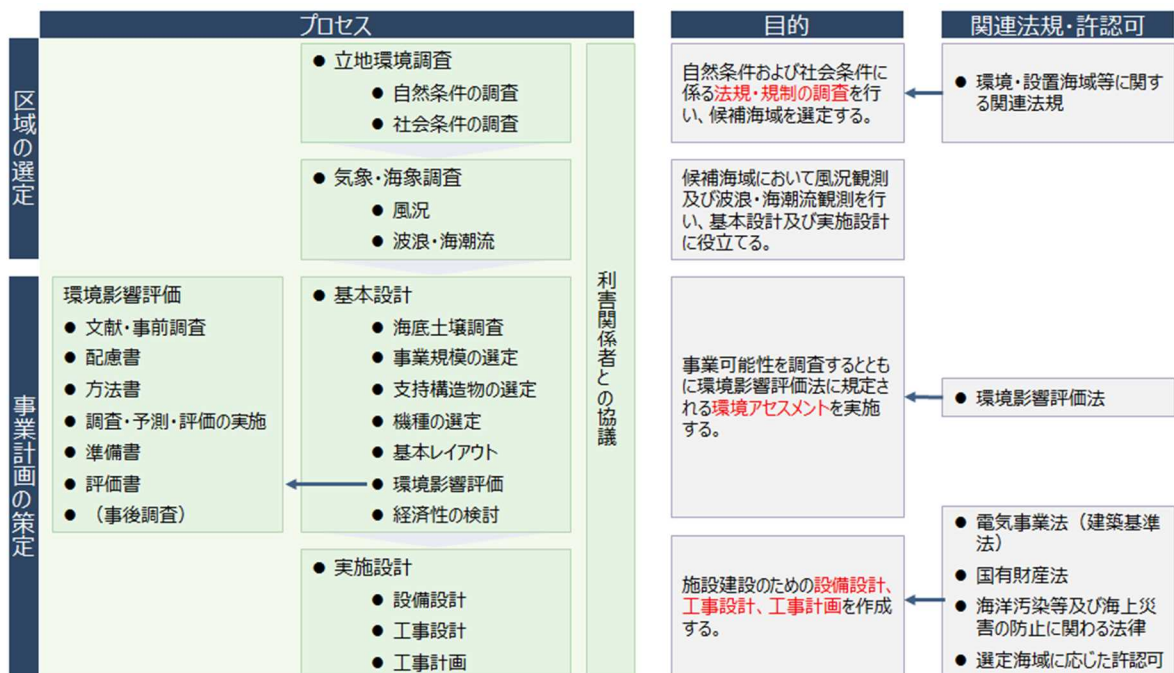 プロセス
目的
関連法規・許認可
区域の選定
● 立地環境調査
● 自然条件の調査
● 社会条件の調査
自然条件および社会条件に
係る法規・規制の調査を行
い、候補海域を選定する。
● 環境・設置海域等に関す
る関連法規
● 気象・海象調査
● 風況
● 波浪・海潮流
候補海域において風況観測
及び波浪・海潮流観測を行
い、基本設計及び実施設計
に役立てる。
利害関係者との協議
事業計画の策定
環境影響評価
● 文献・事前調査
● 配慮書
● 方法書
● 調査・予測・評価の実施
● 準備書
● 評価書
● （事後調査）
● 基本設計
● 海底土壌調査
● 事業規模の選定
● 支持構造物の選定
● 機種の選定
● 基本レイアウト
● 環境影響評価
● 経済性の検討
事業可能性を調査するととも
に環境影響評価法に規定さ
れる環境アセスメントを実施
する。
● 環境影響評価法
● 実施設計
● 設備設計
● 工事設計
● 工事計画
施設建設のための設備設計、
工事設計、工事計画を作成
する。
● 電気事業法（建築基準
法）
● 国有財産法
● 海洋汚染等及び海上災
害の防止に関わる法律
● 選定海域に応じた許認可